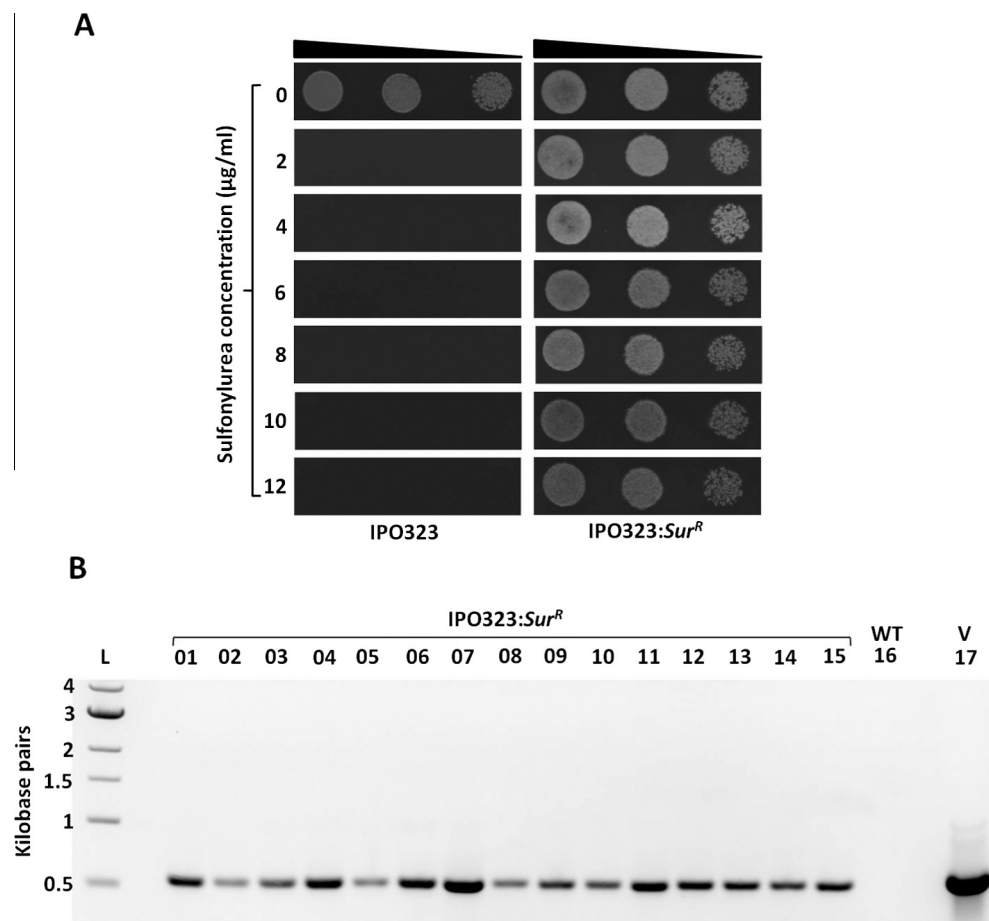 A
0
2
4
6
8
10
12
Sulfonylurea concentration (µg/ml)
IPO323 IPO323:Sur^R
B
IPO323:Sur^R
WT V
L 01 02 03 04 05 06 07 08 09 10 11 12 13 14 15 16 17
4
3
2
1.5
1
0.5
Kilobase pairs